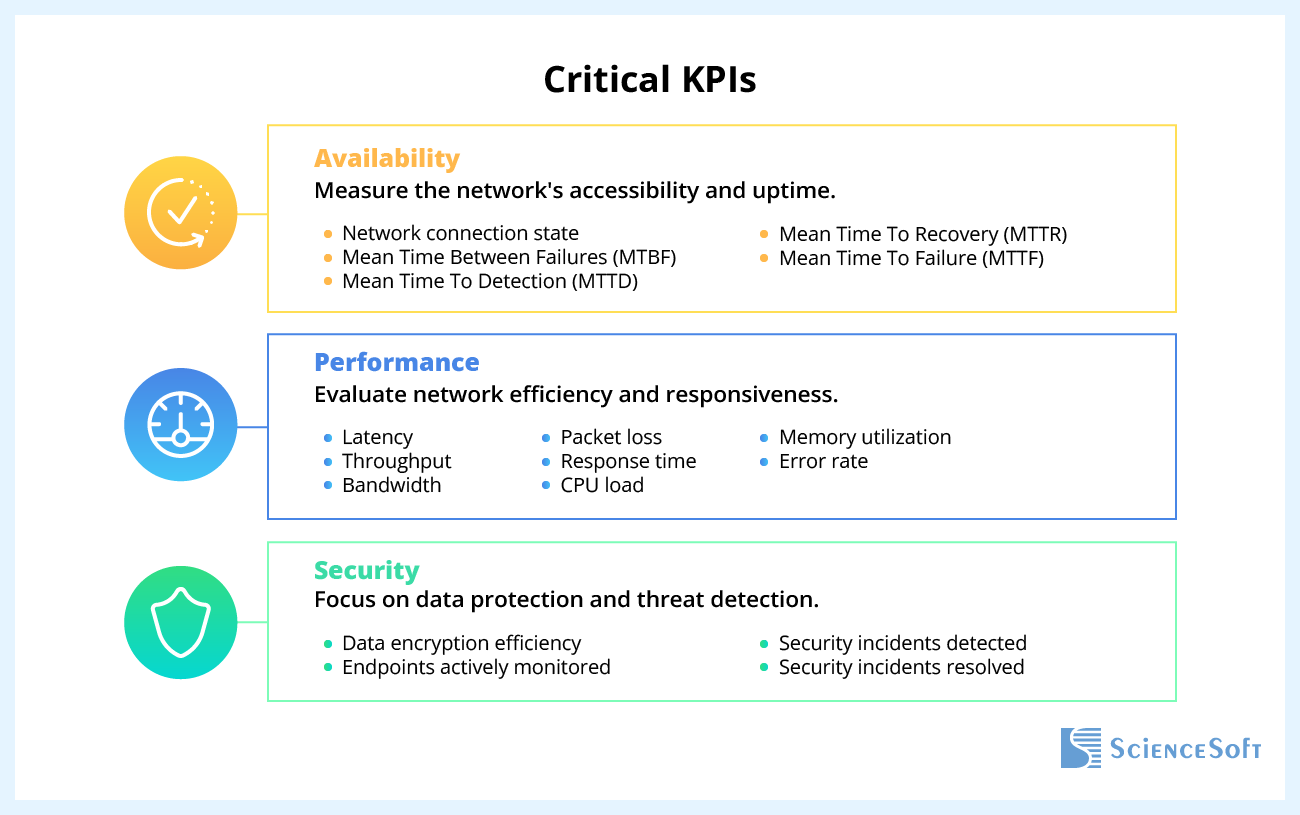 Critical KPIs
Availability
Measure the network's accessibility and uptime.
Network connection state
Mean Time Between Failures (MTBF)
Mean Time To Detection (MTTD)
Mean Time To Recovery (MTTR)
Mean Time To Failure (MTTF)
Performance
Evaluate network efficiency and responsiveness.
Latency
Throughput
Bandwidth
Packet loss
Response time
CPU load
Memory utilization
Error rate
Security
Focus on data protection and threat detection.
Data encryption efficiency
Endpoints actively monitored
Security incidents detected
Security incidents resolved
ScienceSoft